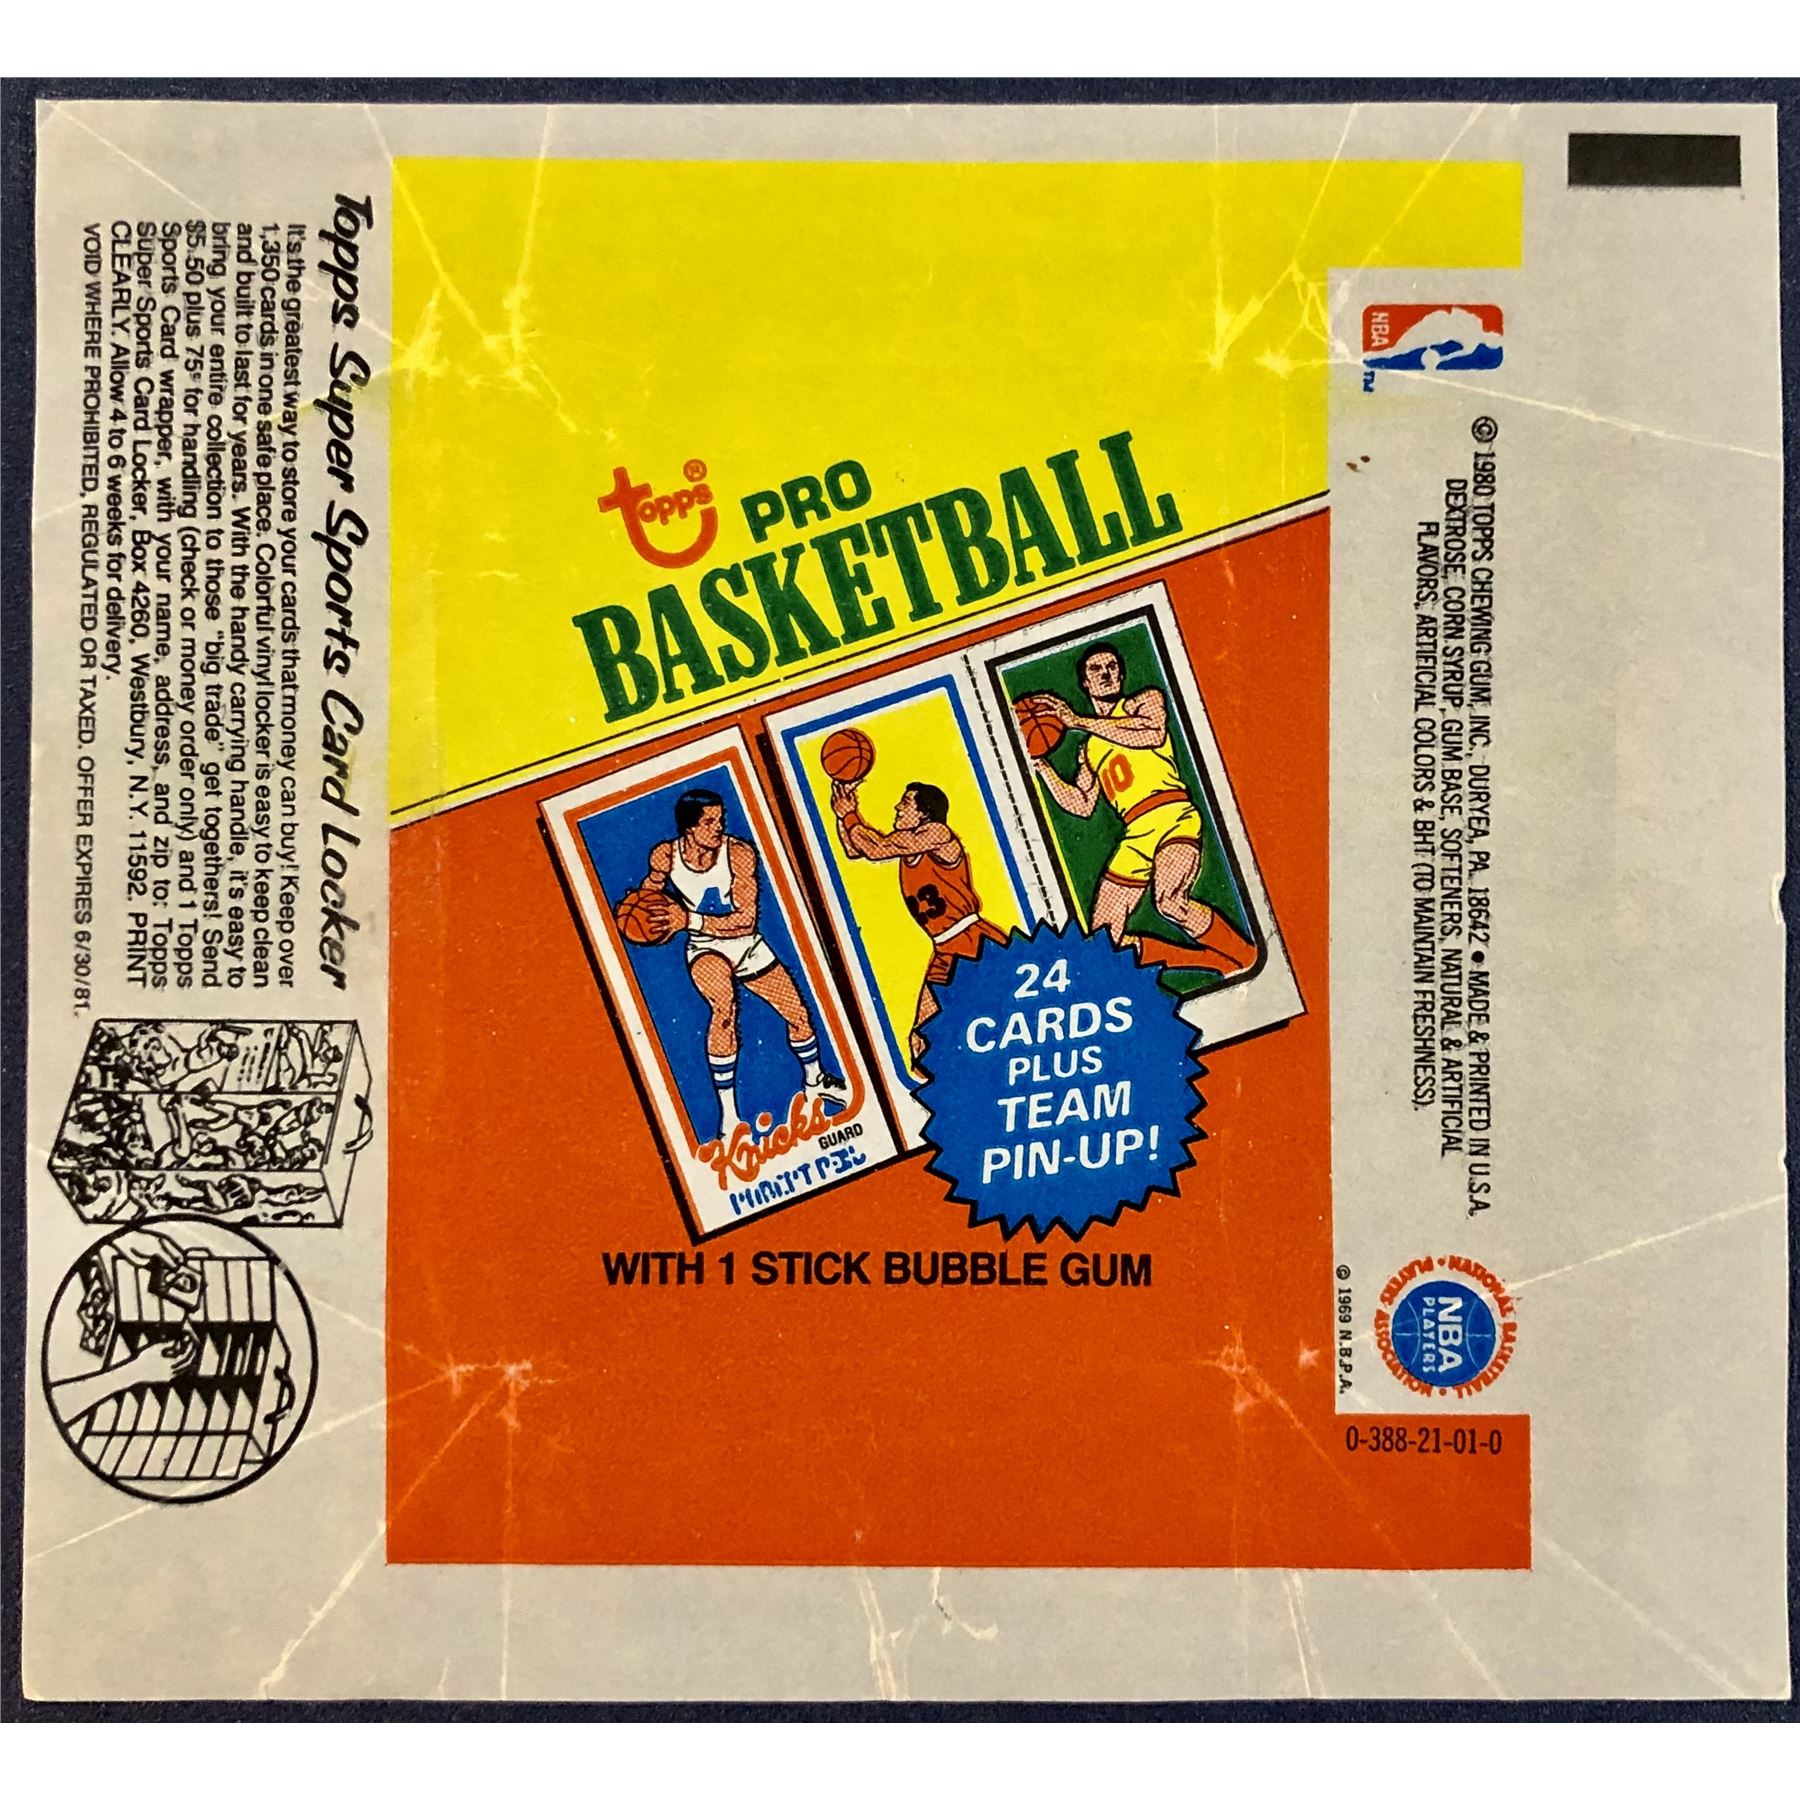 Topps Super Sports Card Locker
It's the greatest way to store your cards that money can buy! Keep over
1,350 cards in one safe place. Colorful vinyl locker is easy to keep clean
and built to last for years. With the handy carrying handle, it's easy to
bring your entire collection to those "big trade" get togethers! Send
$5.50 plus 75¢ for handling (check or money order only) and 1 Topps
Sports Card wrapper, with your name, address, and zip to: Topps
Super Sports Card Locker, Box 4260, Westbury, N.Y. 11592. PRINT
CLEARLY. Allow 4 to 6 weeks for delivery.
VOID WHERE PROHIBITED, REGULATED OR TAXED. OFFER EXPIRES 6/30/81.
topps®
PRO
BASKETBALL
10
23
Knicks
GUARD
24
CARDS
PLUS
TEAM
PIN-UP!
WITH 1 STICK BUBBLE GUM
NBA
TM
© 1980 TOPPS CHEWING GUM, INC., DURYEA, PA. 18642 • MADE & PRINTED IN U.S.A.
DEXTROSE, CORN SYRUP, GUM BASE, SOFTENERS, NATURAL & ARTIFICIAL
FLAVORS, ARTIFICIAL COLORS & BHT (TO MAINTAIN FRESHNESS).
NATIONAL BASKETBALL • PLAYERS ASSOCIATION •
NBA
PLAYERS
© 1969 N.B.P.A.
0-388-21-01-0